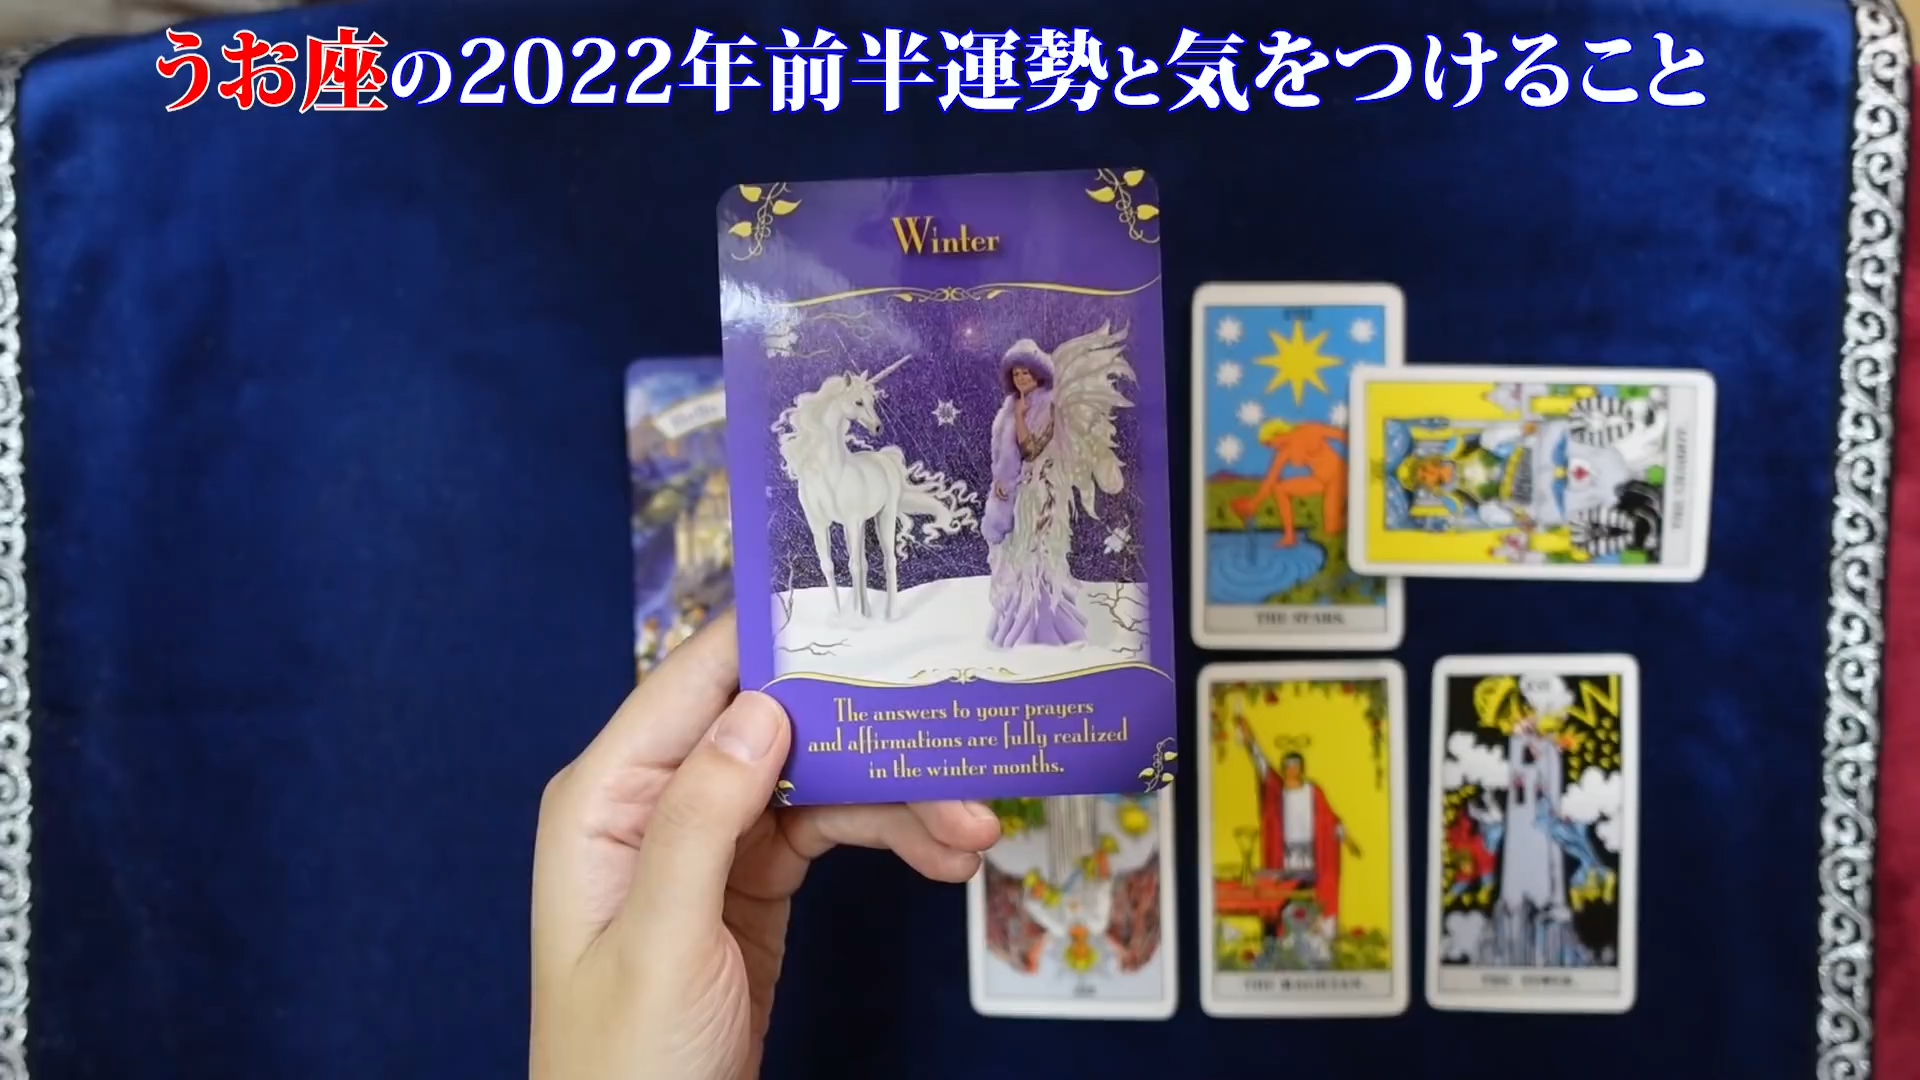 うお座の2022年前半運勢と気をつけること
Winter
The answers to your prayers
and affirmations are fully realized
in the winter months.
THE STARS.
THE CHARIOT.
THE MAGICIAN.
THE TOWER.